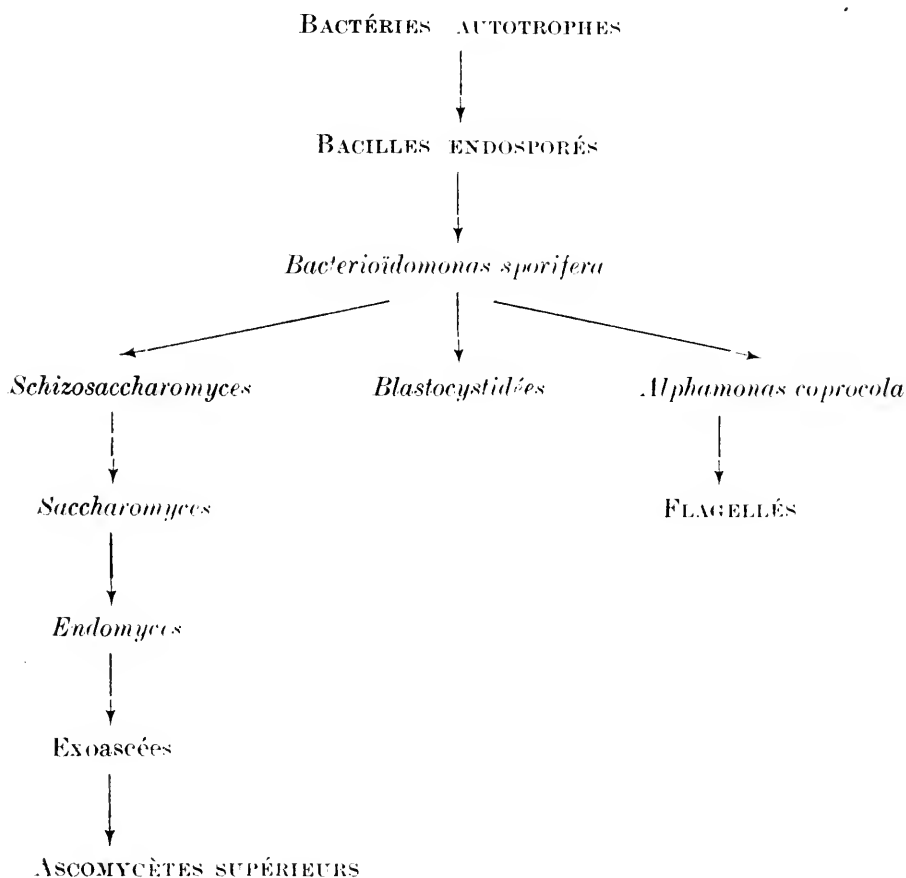 BACTÉRIES AUTOTROPHES
BACILLES ENDOSPORÉS
Bacterioïdomonas sporifera
Schizosaccharomyces Blastocystidées Alphamonas coprocola
Saccharomyces FLAGELLÉS
Endomyces
Exoascées
ASCOMYCÈTES SUPÉRIEURS